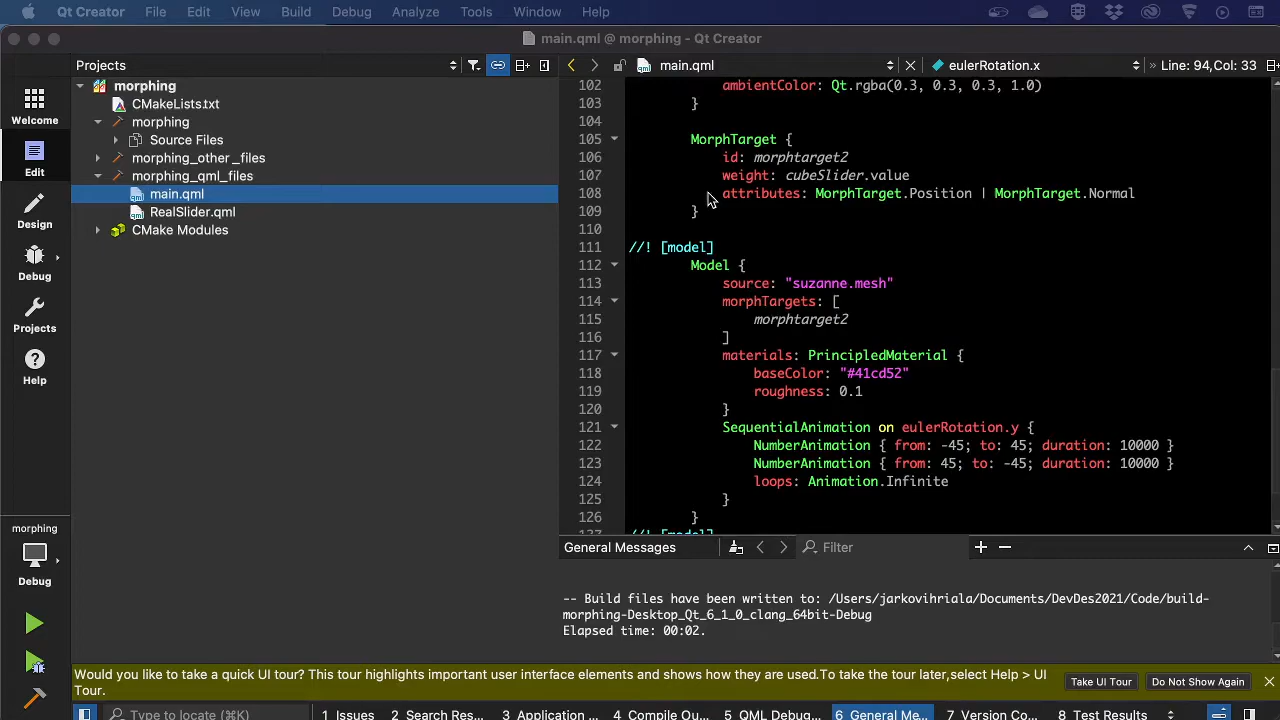 Qt Creator File Edit View Build Debug Analyze Tools Window Help
main.qml @ morphing - Qt Creator
Projects
main.qml
eulerRotation.x
» Line: 94, Col: 33
Welcome
Edit
Design
Debug
Projects
Help
morphing
Debug
morphing
CMakeLists.txt
morphing
Source Files
morphing_other_files
morphing_qml_files
main.qml
RealSlider.qml
CMake Modules
102 ambientColor: Qt.rgba(0.3, 0.3, 0.3, 1.0)
103 }
104
105 MorphTarget {
106 id: morphtarget2
107 weight: cubeSlider.value
108 attributes: MorphTarget.Position | MorphTarget.Normal
109 }
110
111 //! [model]
112 Model {
113 source: "suzanne.mesh"
114 morphTargets: [
115 morphtarget2
116 ]
117 materials: PrincipledMaterial {
118 baseColor: "#41cd52"
119 roughness: 0.1
120 }
121 SequentialAnimation on eulerRotation.y {
122 NumberAnimation { from: -45; to: 45; duration: 10000 }
123 NumberAnimation { from: 45; to: -45; duration: 10000 }
124 loops: Animation.Infinite
125 }
126 }
127 //! [model]
General Messages
Filter
-- Build files have been written to: /Users/jarkovihriala/Documents/DevDes2021/Code/build-
morphing-Desktop_Qt_6_1_0_clang_64bit-Debug
Elapsed time: 00:02.
Would you like to take a quick UI tour? This tour highlights important user interface elements and shows how they are used.To take the tour later,select Help > UI
Tour.
Take UI Tour
Do Not Show Again
Type to locate (⌘K)
1 Issues 2 Search Res... 3 Application ... 4 Compile Ou... 5 QML Debug... 6 General Me... 7 Version Co... 8 Test Results